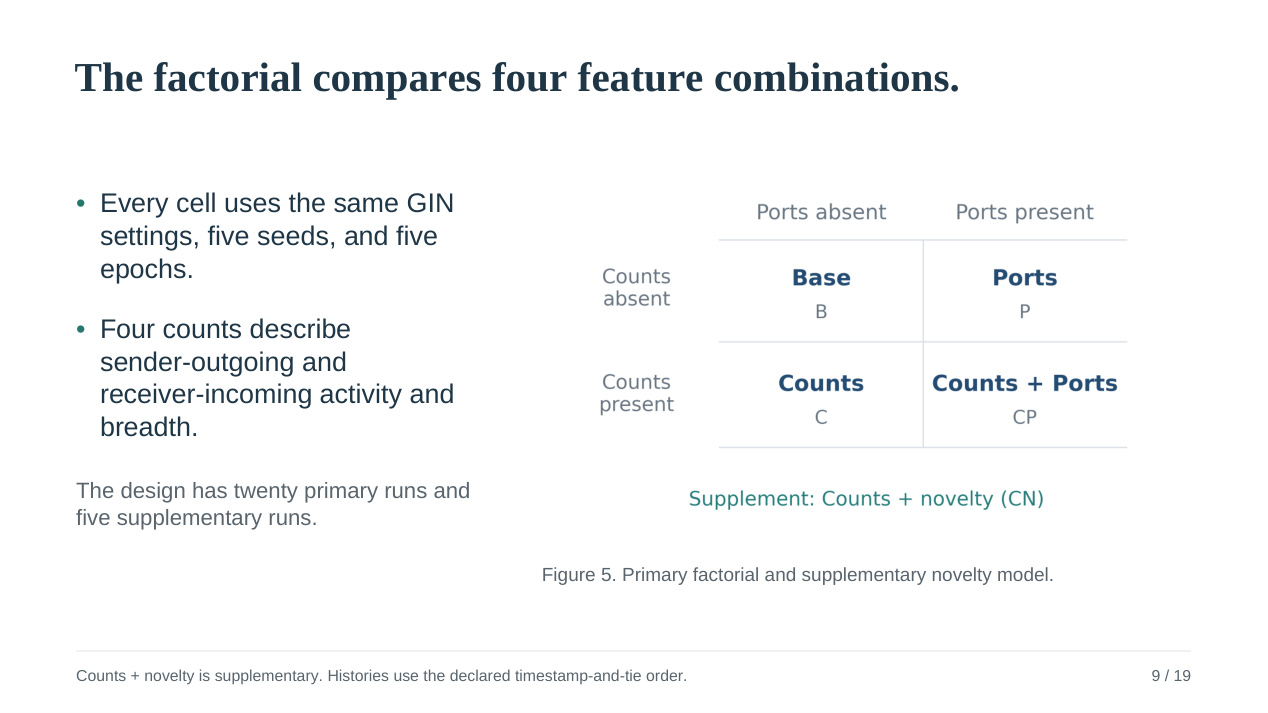 The factorial compares four feature combinations.
• Every cell uses the same GIN
settings, five seeds, and five
epochs.
• Four counts describe
sender-outgoing and
receiver-incoming activity and
breadth.
The design has twenty primary runs and
five supplementary runs.
Ports absent Ports present
Counts
absent
Base Ports
B P
Counts
present
Counts Counts + Ports
C CP
Supplement: Counts + novelty (CN)
Figure 5. Primary factorial and supplementary novelty model.
Counts + novelty is supplementary. Histories use the declared timestamp-and-tie order.
9 / 19